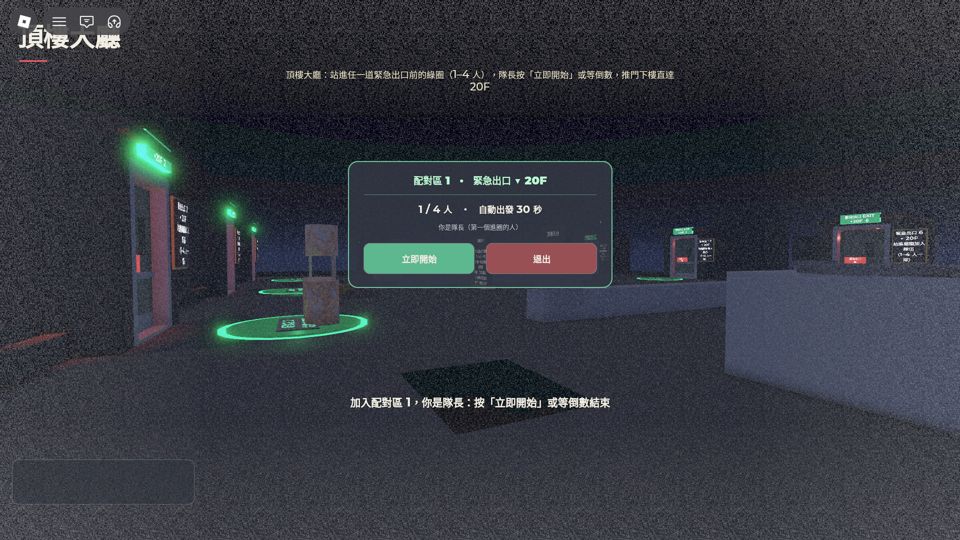 頂樓大廳
頂樓大廳：站進任一道緊急出口前的綠圈（1–4 人），隊長按「立即開始」或等倒數，推門下樓直達
20F
配對區 1 • 緊急出口 ▼ 20F
1 / 4 人 • 自動出發 30 秒
你是隊長（第一個進圈的人）
立即開始
退出
加入配對區 1，你是隊長：按「立即開始」或等倒數結束
緊急出口 6